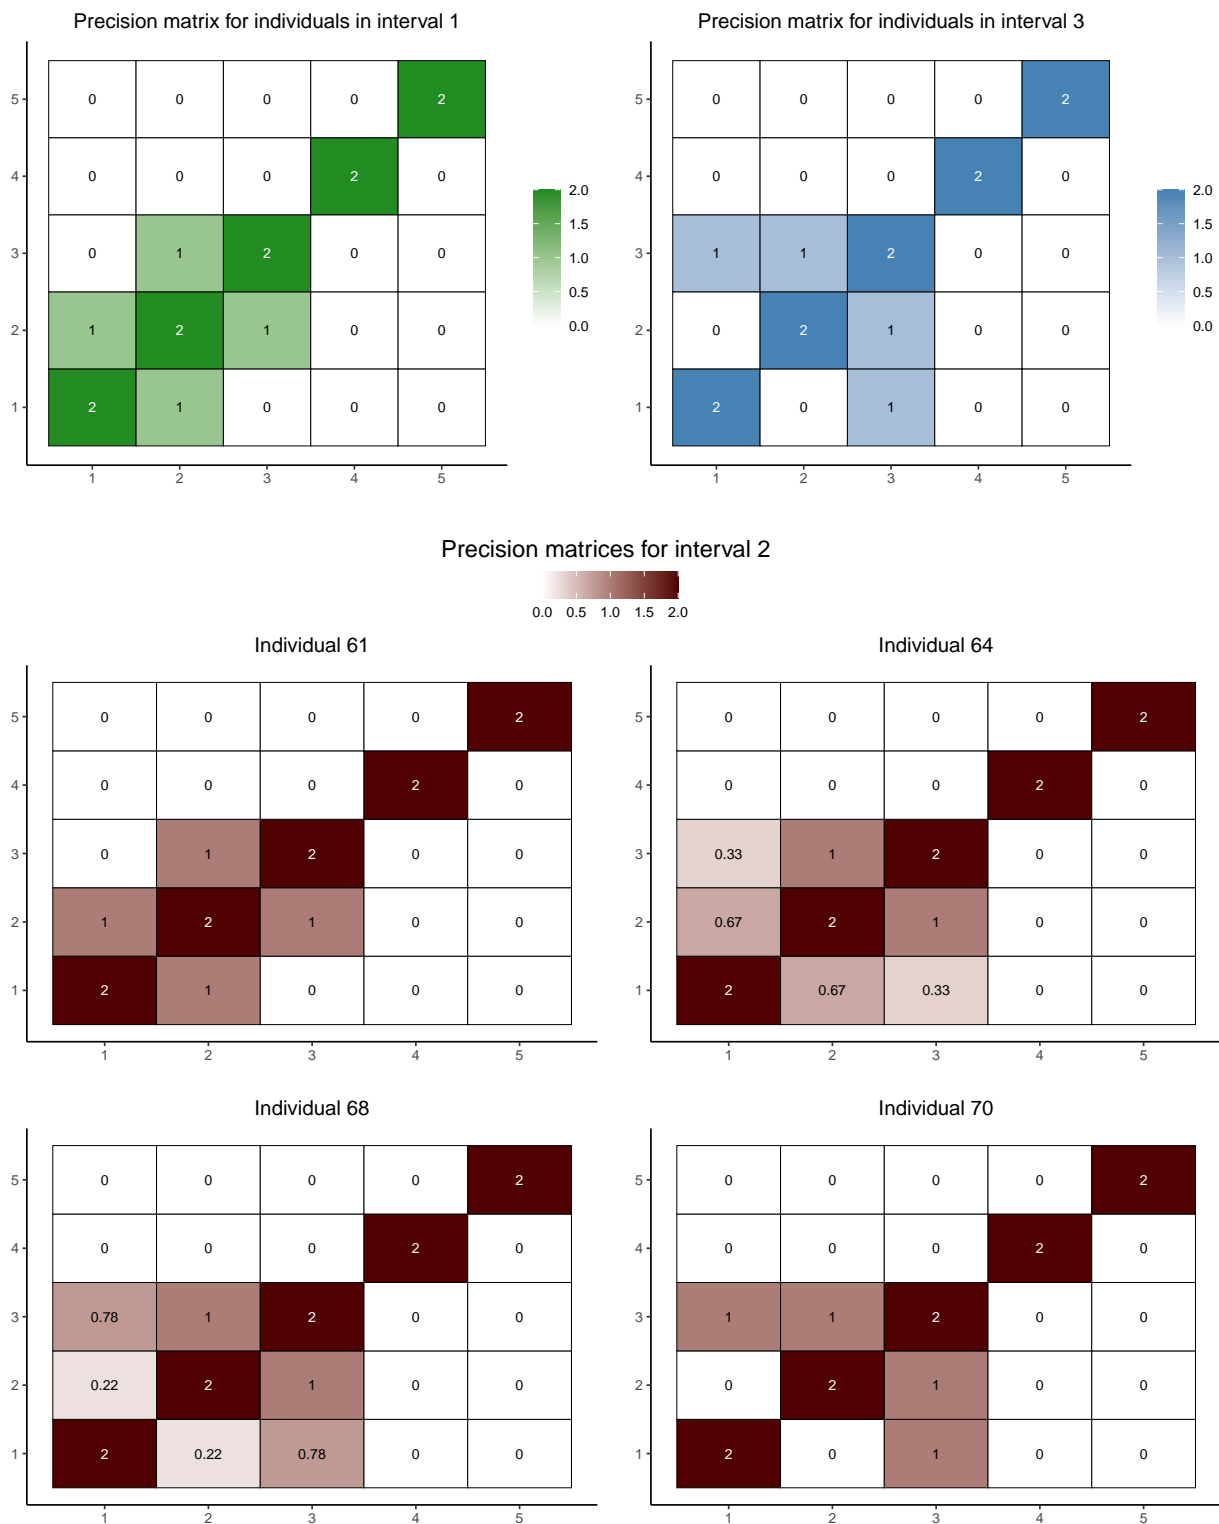 Precision matrix for individuals in interval 1
5 0 0 0 0 2
4 0 0 0 2 0
3 0 1 2 0 0
2 1 2 1 0 0
1 2 1 0 0 0
1 2 3 4 5
2.0
1.5
1.0
0.5
0.0
Precision matrix for individuals in interval 3
0 0 0 0 2
0 0 0 2 0
1 1 2 0 0
0 2 1 0 0
2 0 1 0 0
1 2 3 4 5
2.0
1.5
1.0
0.5
0.0
Precision matrices for interval 2
0.0 0.5 1.0 1.5 2.0
Individual 61
5 0 0 0 0 2
4 0 0 0 2 0
3 0 1 2 0 0
2 1 2 1 0 0
1 2 1 0 0 0
1 2 3 4 5
Individual 64
5 0 0 0 0 2
4 0 0 0 2 0
3 0.33 1 2 0 0
2 0.67 2 1 0 0
1 2 0.67 0.33 0 0
1 2 3 4 5
Individual 68
5 0 0 0 0 2
4 0 0 0 2 0
3 0.78 1 2 0 0
2 0.22 2 1 0 0
1 2 0.22 0.78 0 0
1 2 3 4 5
Individual 70
5 0 0 0 0 2
4 0 0 0 2 0
3 1 1 2 0 0
2 0 2 1 0 0
1 2 0 1 0 0
1 2 3 4 5